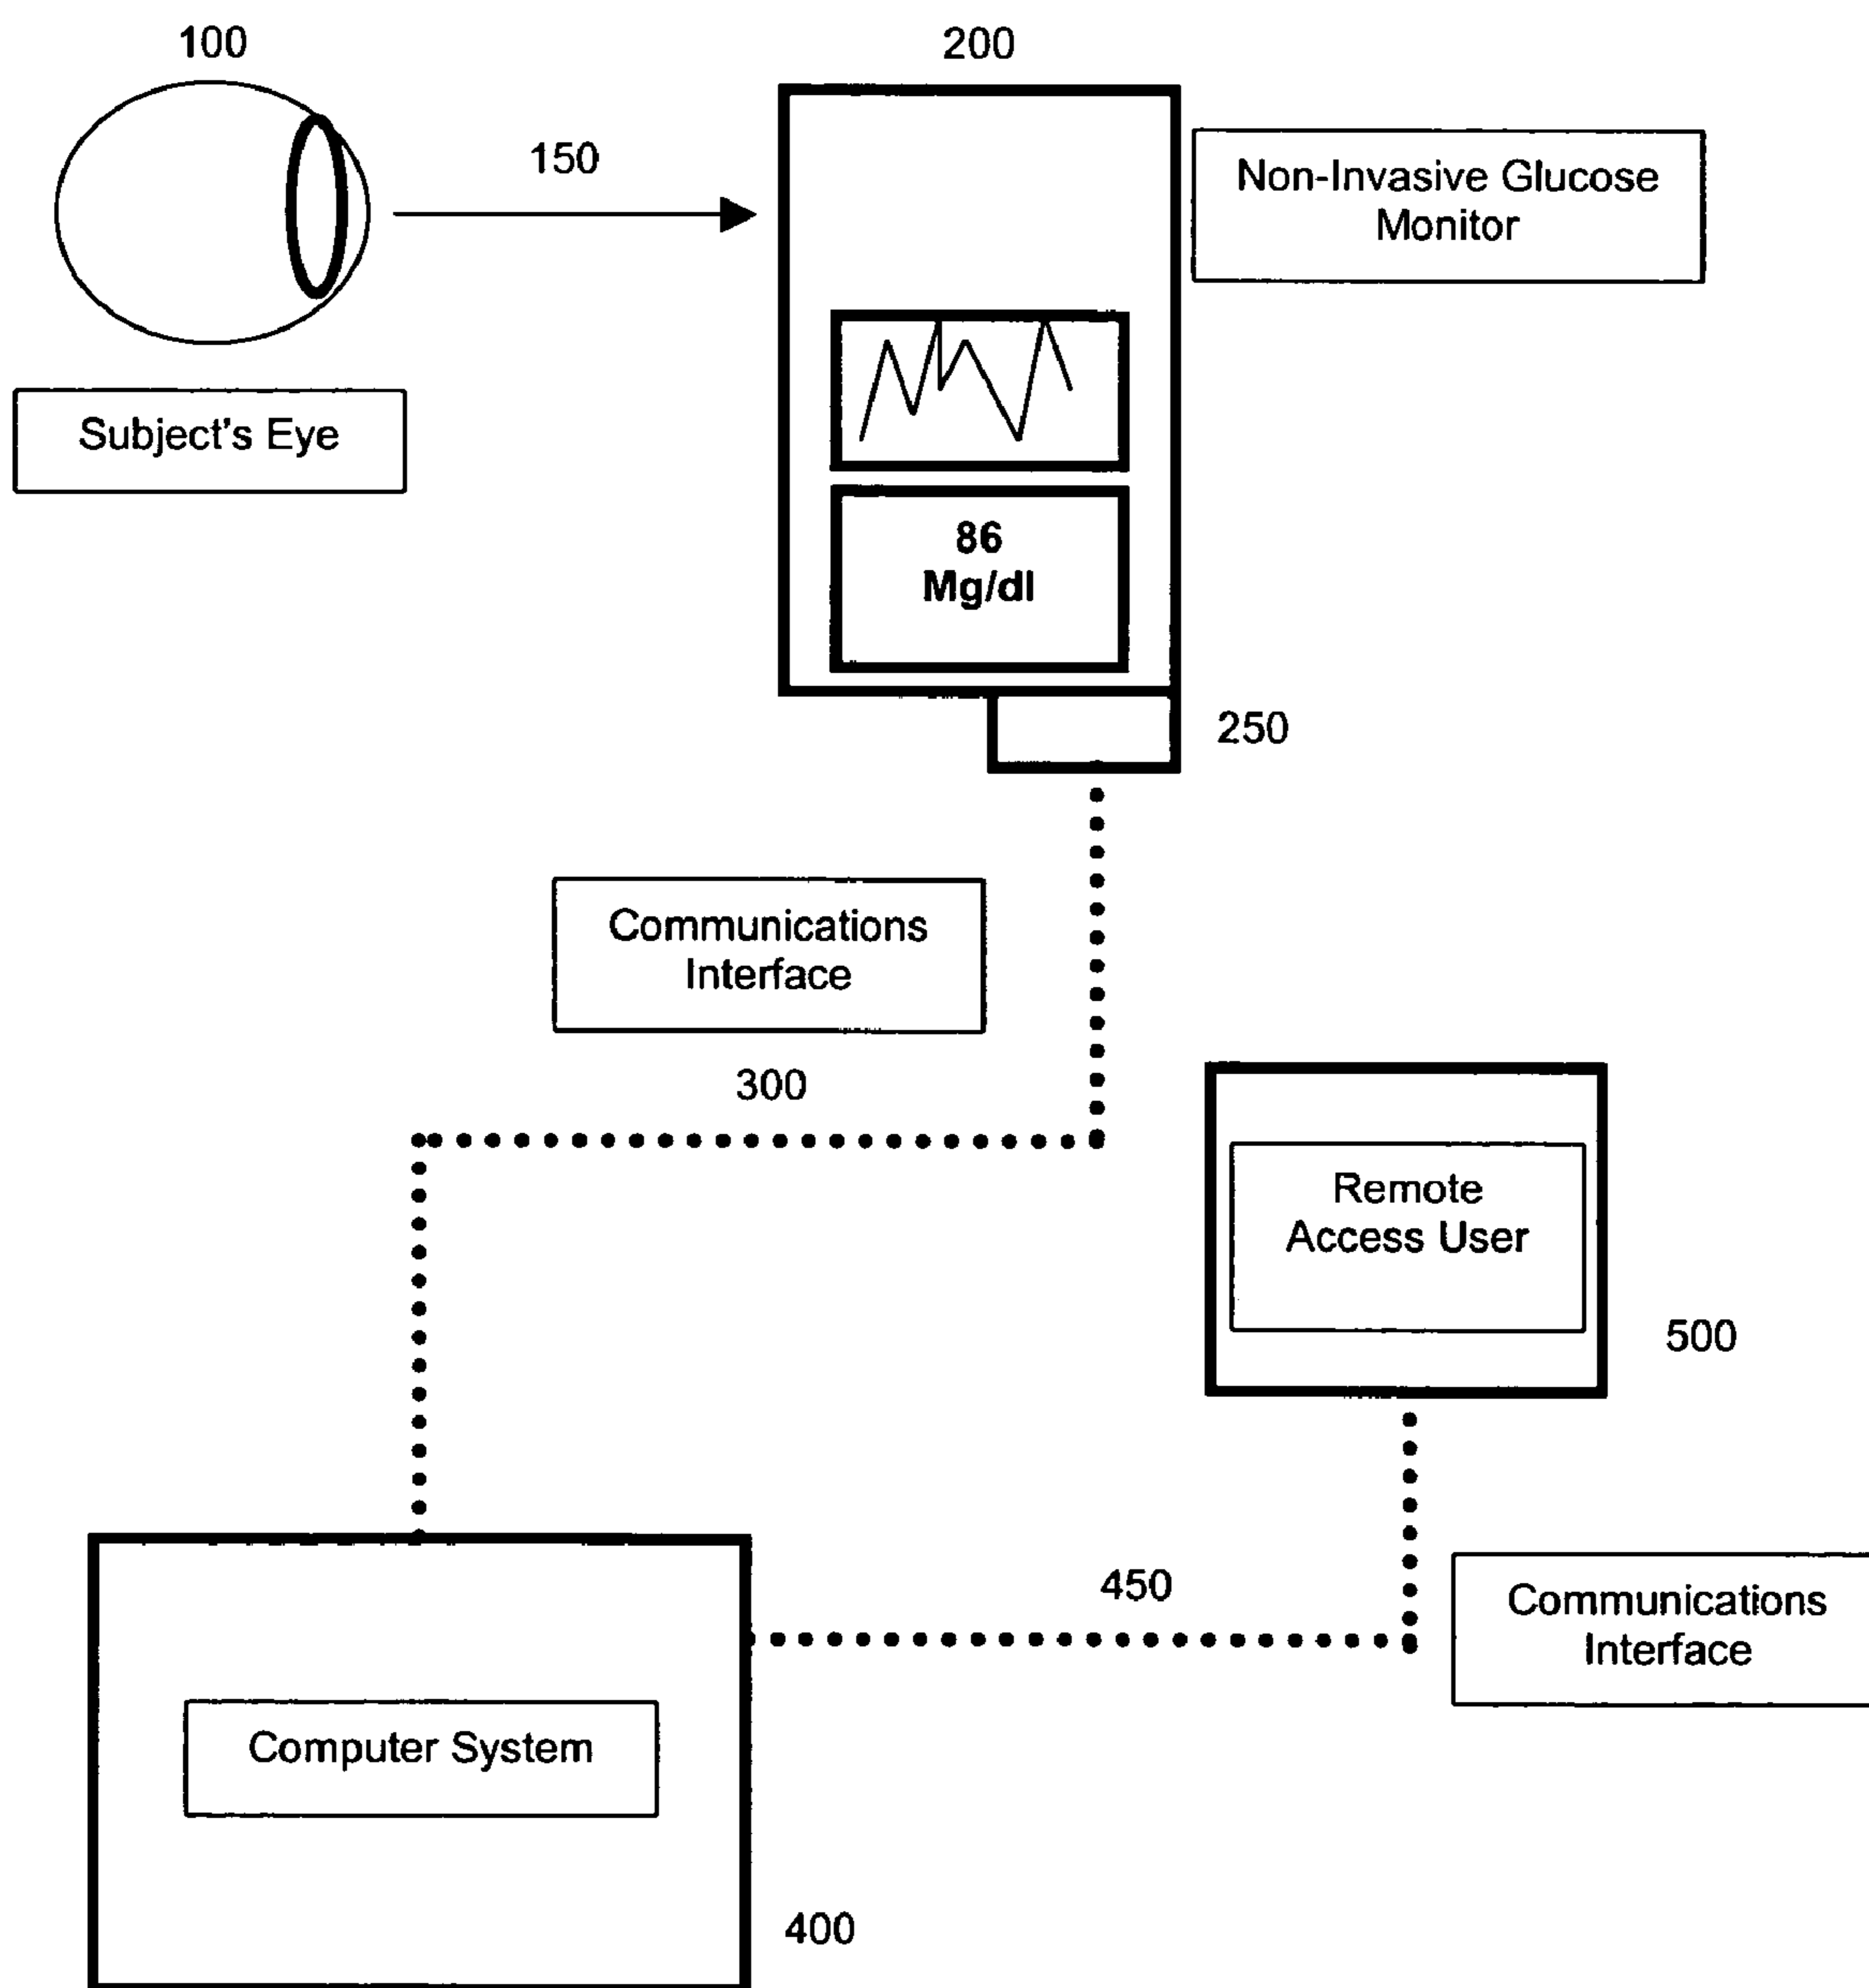 100
200
150
Non-Invasive Glucose
Monitor
Subject's Eye
86
Mg/dl
250
Communications
Interface
300
Remote
Access User
500
450
Communications
Interface
Computer System
400